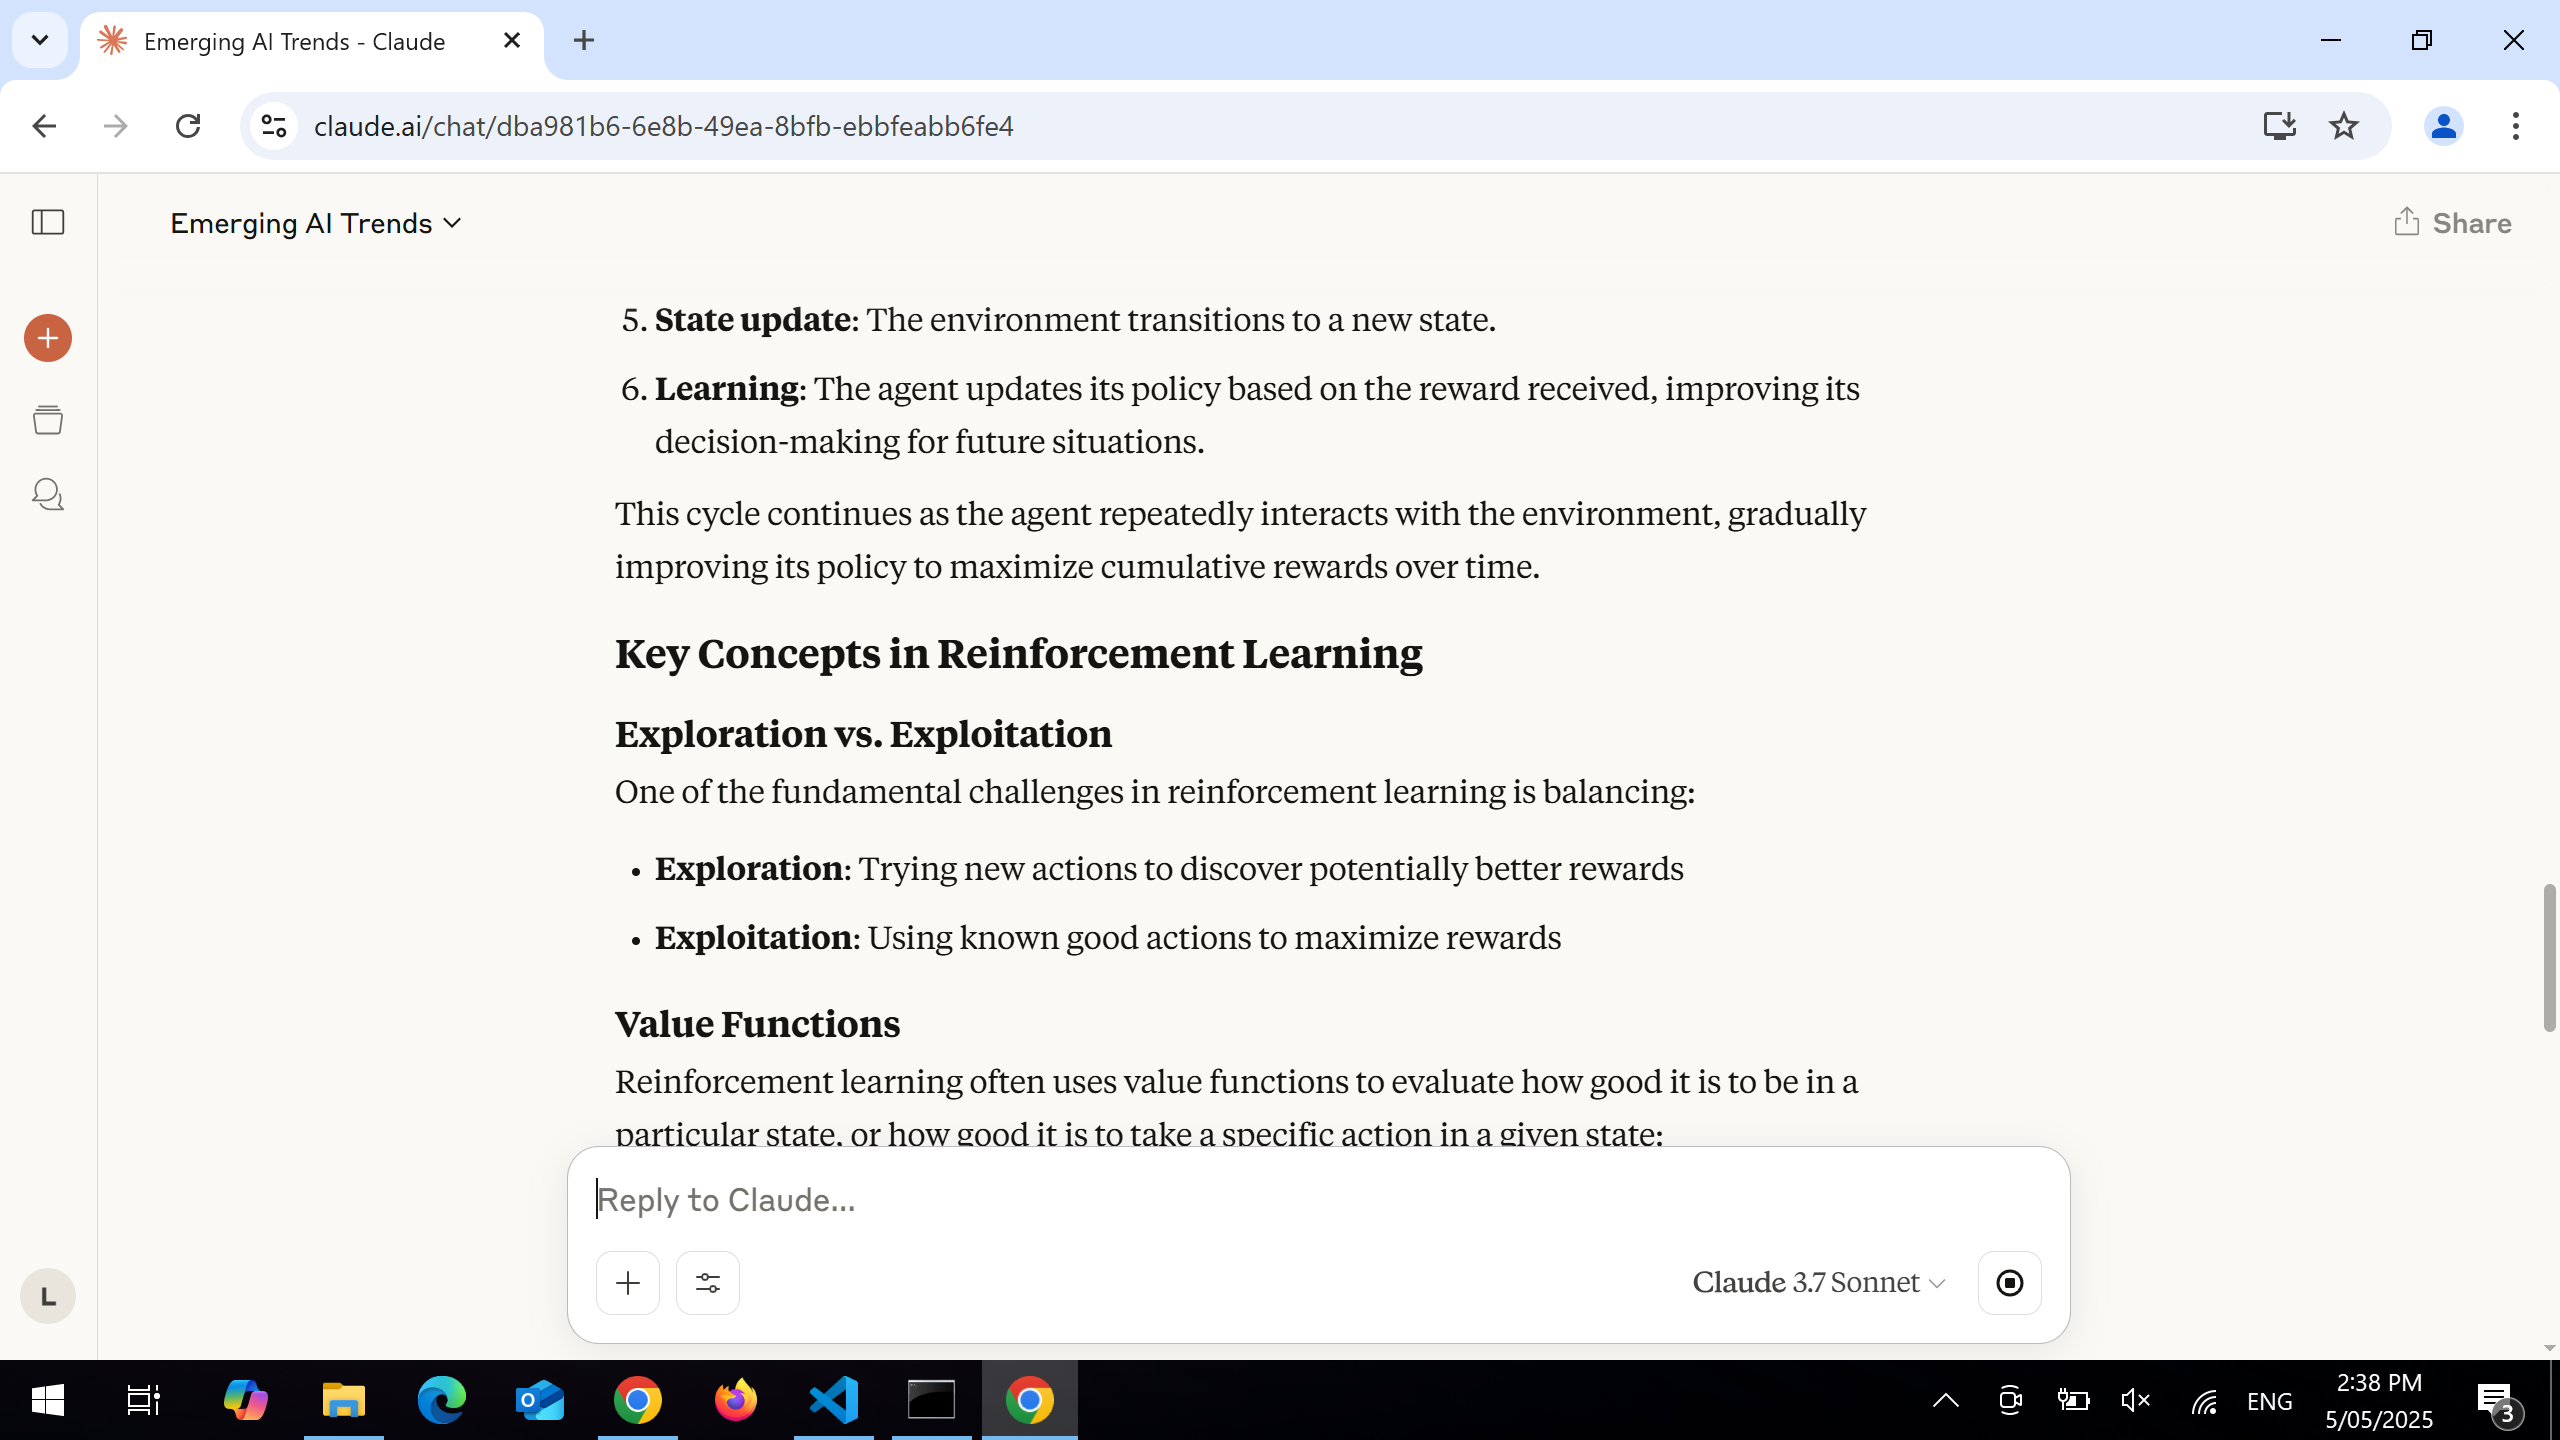 Emerging AI Trends - Claude
claude.ai/chat/dba981b6-6e8b-49ea-8bfb-ebbfeabb6fe4
Emerging AI Trends
Share
5. State update: The environment transitions to a new state.
6. Learning: The agent updates its policy based on the reward received, improving its
decision-making for future situations.
This cycle continues as the agent repeatedly interacts with the environment, gradually
improving its policy to maximize cumulative rewards over time.
Key Concepts in Reinforcement Learning
Exploration vs. Exploitation
One of the fundamental challenges in reinforcement learning is balancing:
• Exploration: Trying new actions to discover potentially better rewards
• Exploitation: Using known good actions to maximize rewards
Value Functions
Reinforcement learning often uses value functions to evaluate how good it is to be in a
particular state, or how good it is to take a specific action in a given state:
Reply to Claude...
Claude 3.7 Sonnet
L
ENG
2:38 PM
5/05/2025
3